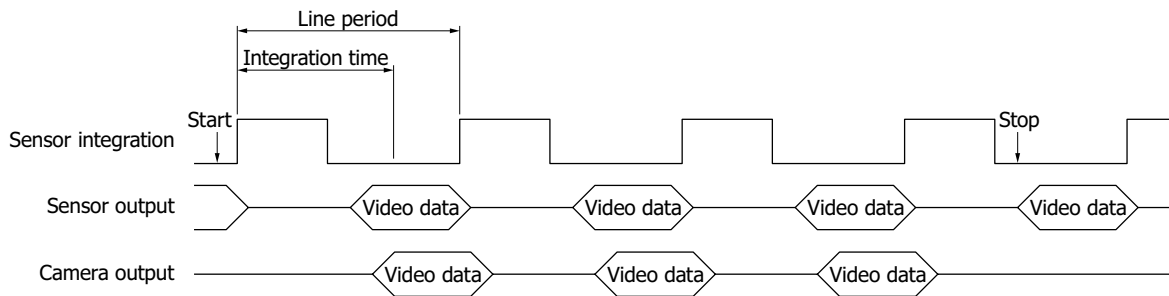 Line period
Integration time
Start
Stop
Sensor integration
Sensor output
Video data
Video data
Video data
Video data
Camera output
Video data
Video data
Video data